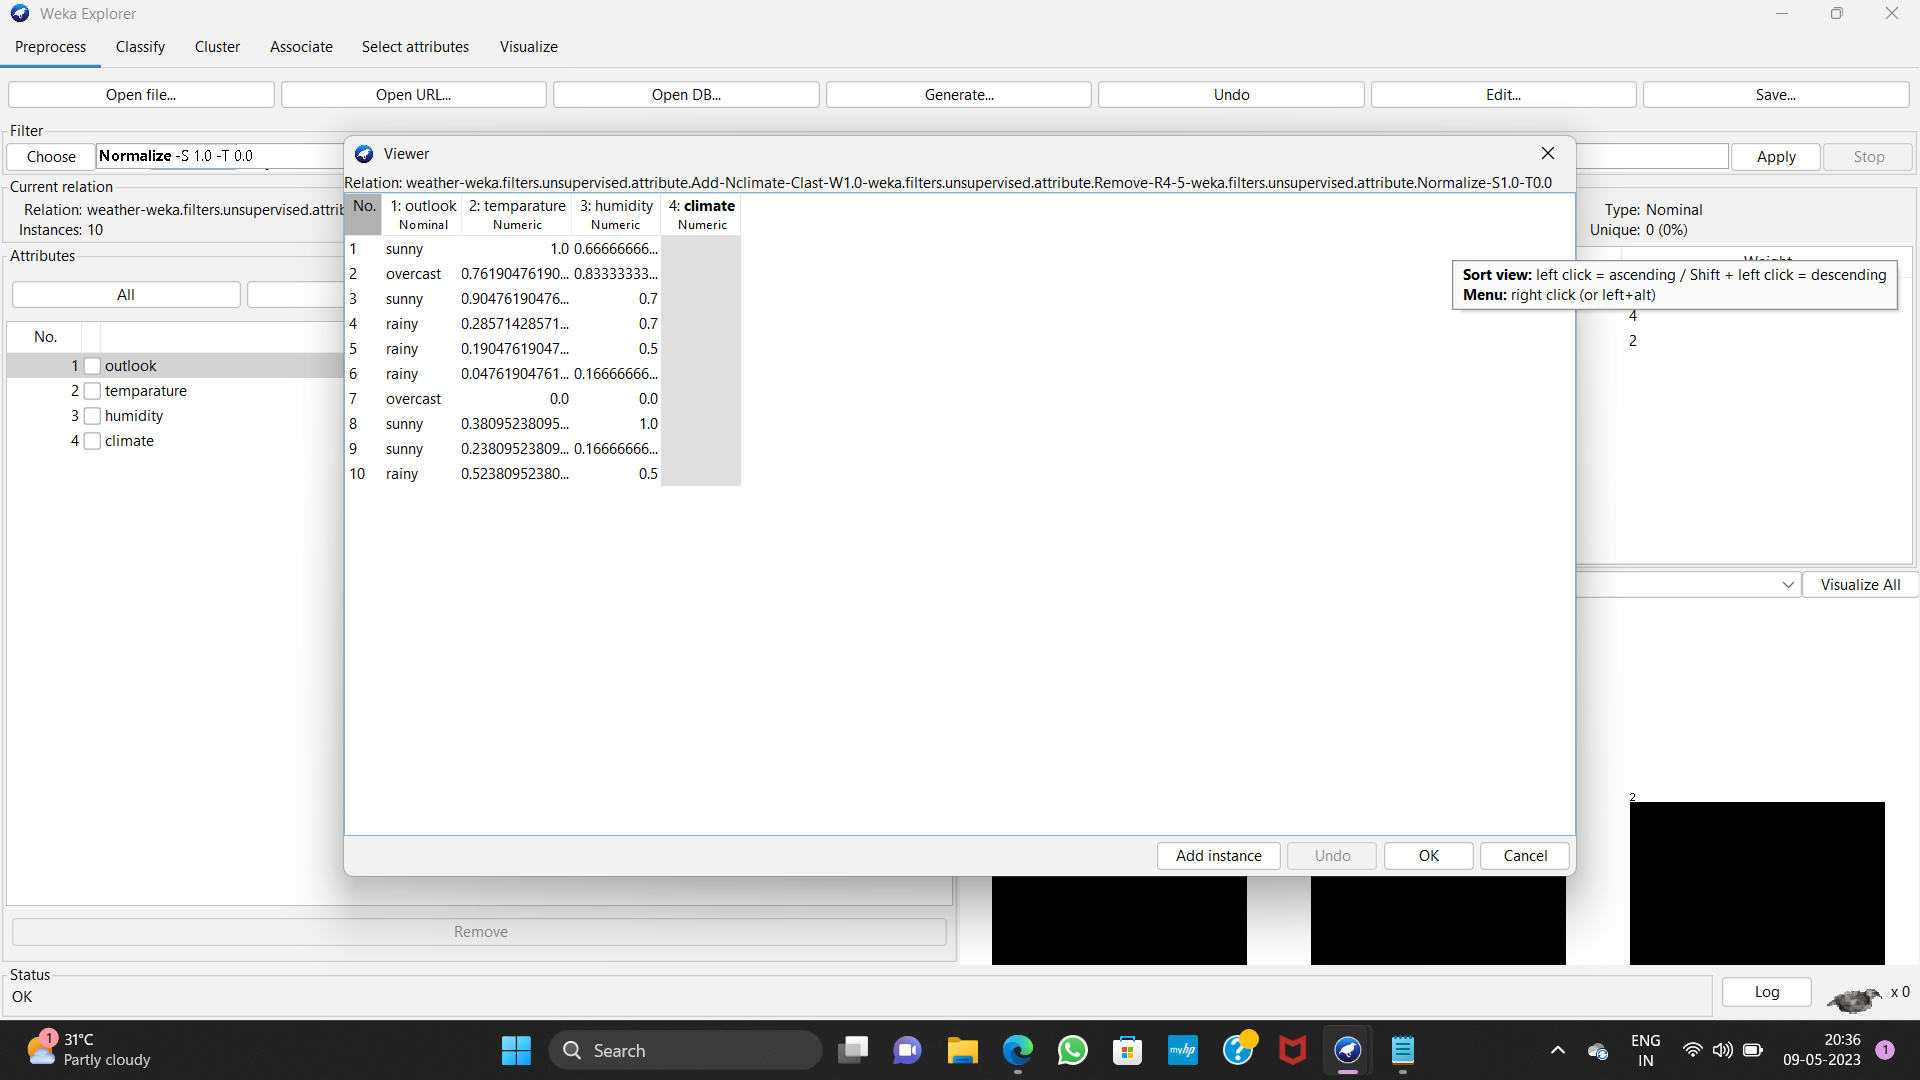 Weka Explorer
Preprocess Classify Cluster Associate Select attributes Visualize
Open file... Open URL... Open DB... Generate... Undo Edit... Save...
Filter
Choose Normalize -S 1.0 -T 0.0 Apply Stop
Current relation
Relation: weather-weka.filters.unsupervised.attrib
Instances: 10
Type: Nominal
Unique: 0 (0%)
Attributes
All
No.
1 outlook
2 temparature
3 humidity
4 climate
Remove
Viewer
Relation: weather-weka.filters.unsupervised.attribute.Add-Nclimate-Clast-W1.0-weka.filters.unsupervised.attribute.Remove-R4-5-weka.filters.unsupervised.attribute.Normalize-S1.0-T0.0
No. 1: outlook 2: temparature 3: humidity 4: climate
Nominal Numeric Numeric Numeric
1 sunny 1.0 0.66666666...
2 overcast 0.76190476190... 0.83333333...
3 sunny 0.90476190476... 0.7
4 rainy 0.28571428571... 0.7
5 rainy 0.19047619047... 0.5
6 rainy 0.04761904761... 0.16666666...
7 overcast 0.0 0.0
8 sunny 0.38095238095... 1.0
9 sunny 0.23809523809... 0.16666666...
10 rainy 0.52380952380... 0.5
Add instance Undo OK Cancel
Sort view: left click = ascending / Shift + left click = descending
Menu: right click (or left+alt)
4
2
Visualize All
2
Status
OK
Log x 0
1 31°C
Partly cloudy
Search
myhp
ENG
IN
20:36
09-05-2023
1